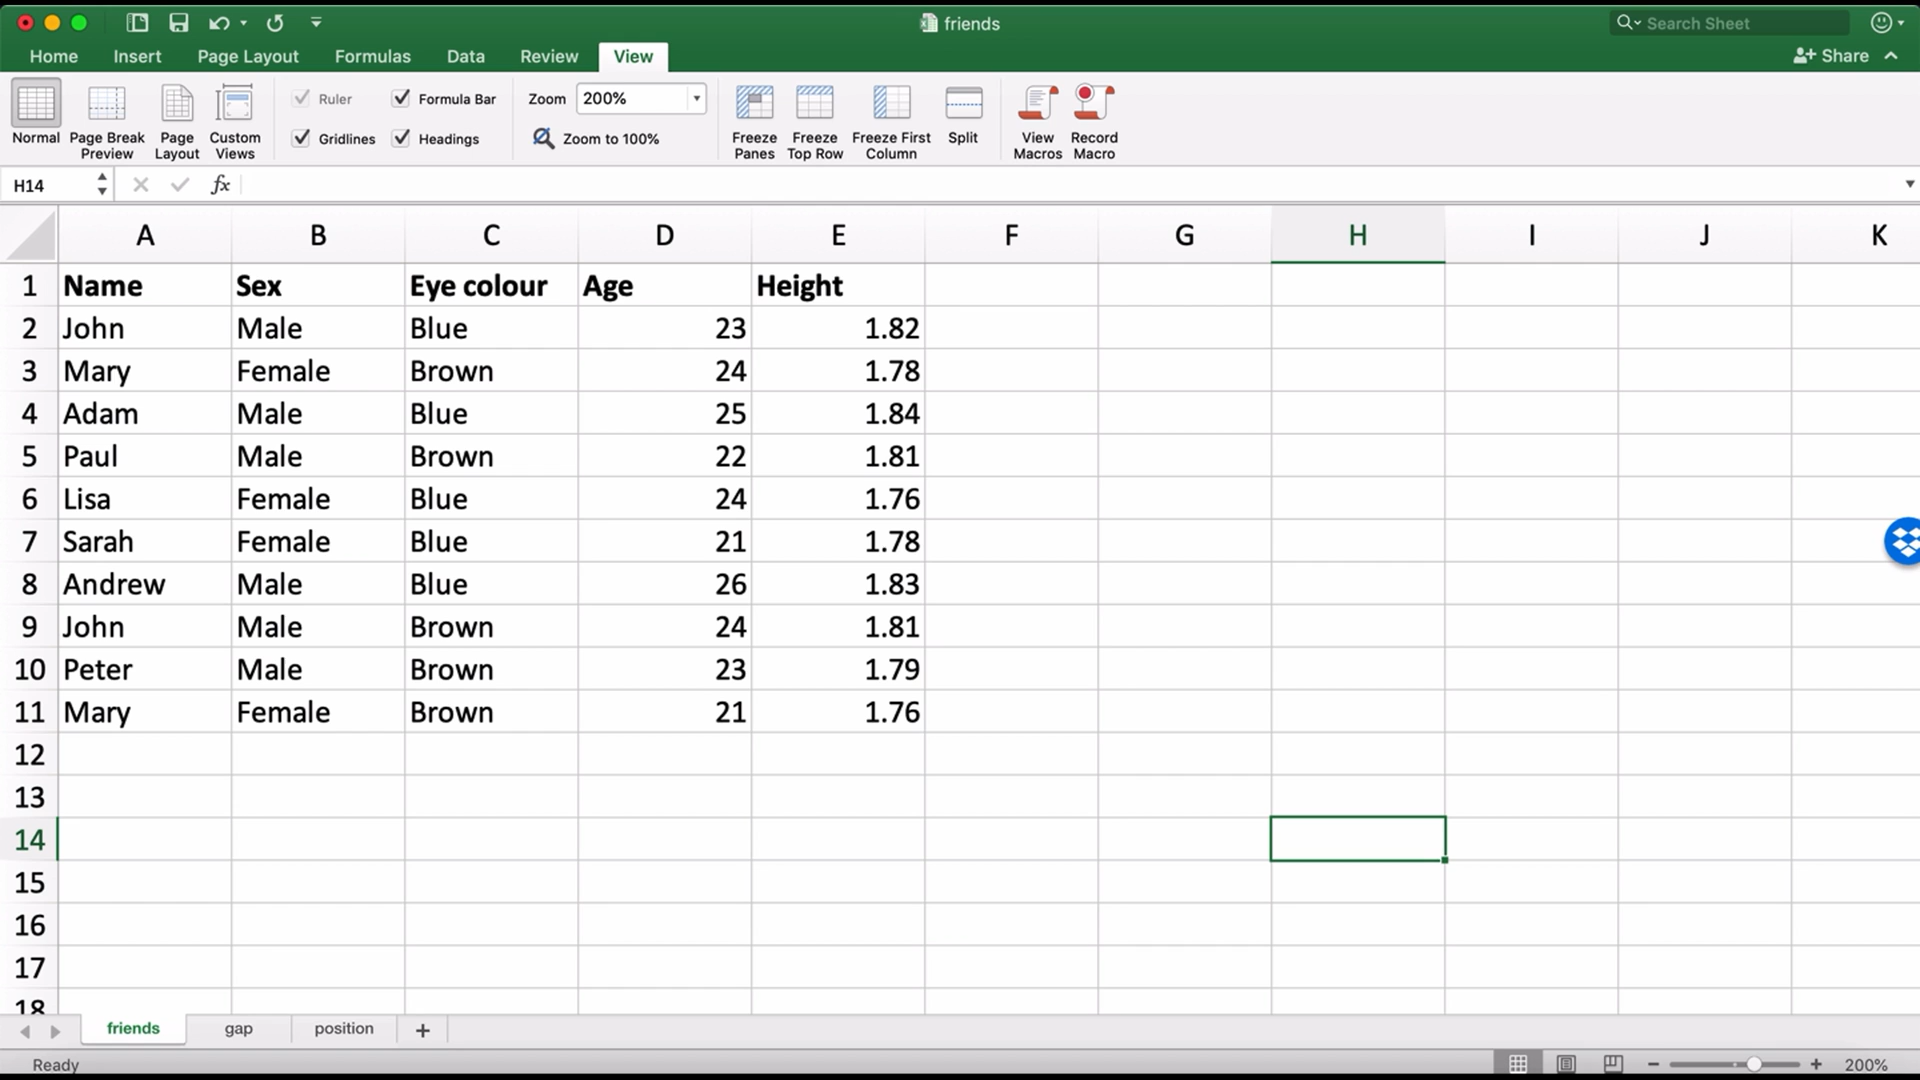 friends
Search Sheet
Home Insert Page Layout Formulas Data Review View Share
Normal Page Break Preview Page Layout Custom Views
Ruler Formula Bar
Gridlines Headings
Zoom 200%
Zoom to 100%
Freeze Panes Freeze Top Row Freeze First Column Split View Macros Record Macro
H14 fx
A B C D E F G H I J K
1 Name Sex Eye colour Age Height
2 John Male Blue 23 1.82
3 Mary Female Brown 24 1.78
4 Adam Male Blue 25 1.84
5 Paul Male Brown 22 1.81
6 Lisa Female Blue 24 1.76
7 Sarah Female Blue 21 1.78
8 Andrew Male Blue 26 1.83
9 John Male Brown 24 1.81
10 Peter Male Brown 23 1.79
11 Mary Female Brown 21 1.76
12
13
14
15
16
17
18
friends gap position +
Ready
200%